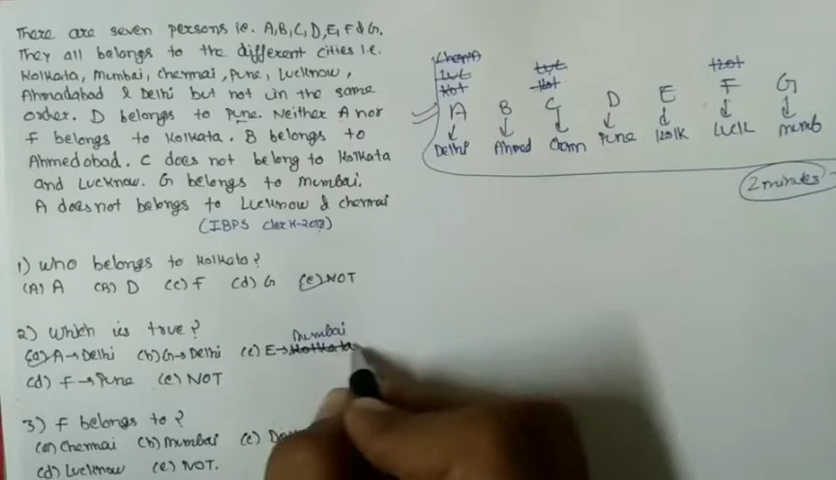 There are seven persons ie. A,B,C,D,E,F & G.
They all belongs to the different cities i.e.
Kolkata, Mumbai, chennai, Pune, Lucknow,
Ahmadabad & Delhi but not in the same
order. D belongs to Pune. Neither A nor
F belongs to Kolkata. B belongs to
Ahmedabad. C does not belong to Kolkata
and Lucknow. G belongs to Mumbai.
A does not belongs to Lucknow & chennai
1) Who belongs to Kolkata?
(A) A (B) D (c) F (d) G (e) NOT
2) Which is true?
(a) A→Delhi (b) G→Delhi (c) E→Kolkata
Mumbai
(d) F→Pune (e) NOT
3) F belongs to?
(a) Chennai (b) Mumbai (c)
(d) Lucknow (e) NOT.
A B C D E F G
Delhi Ahmed Chenn Pune Kolk Luck Mumb
2 minutes